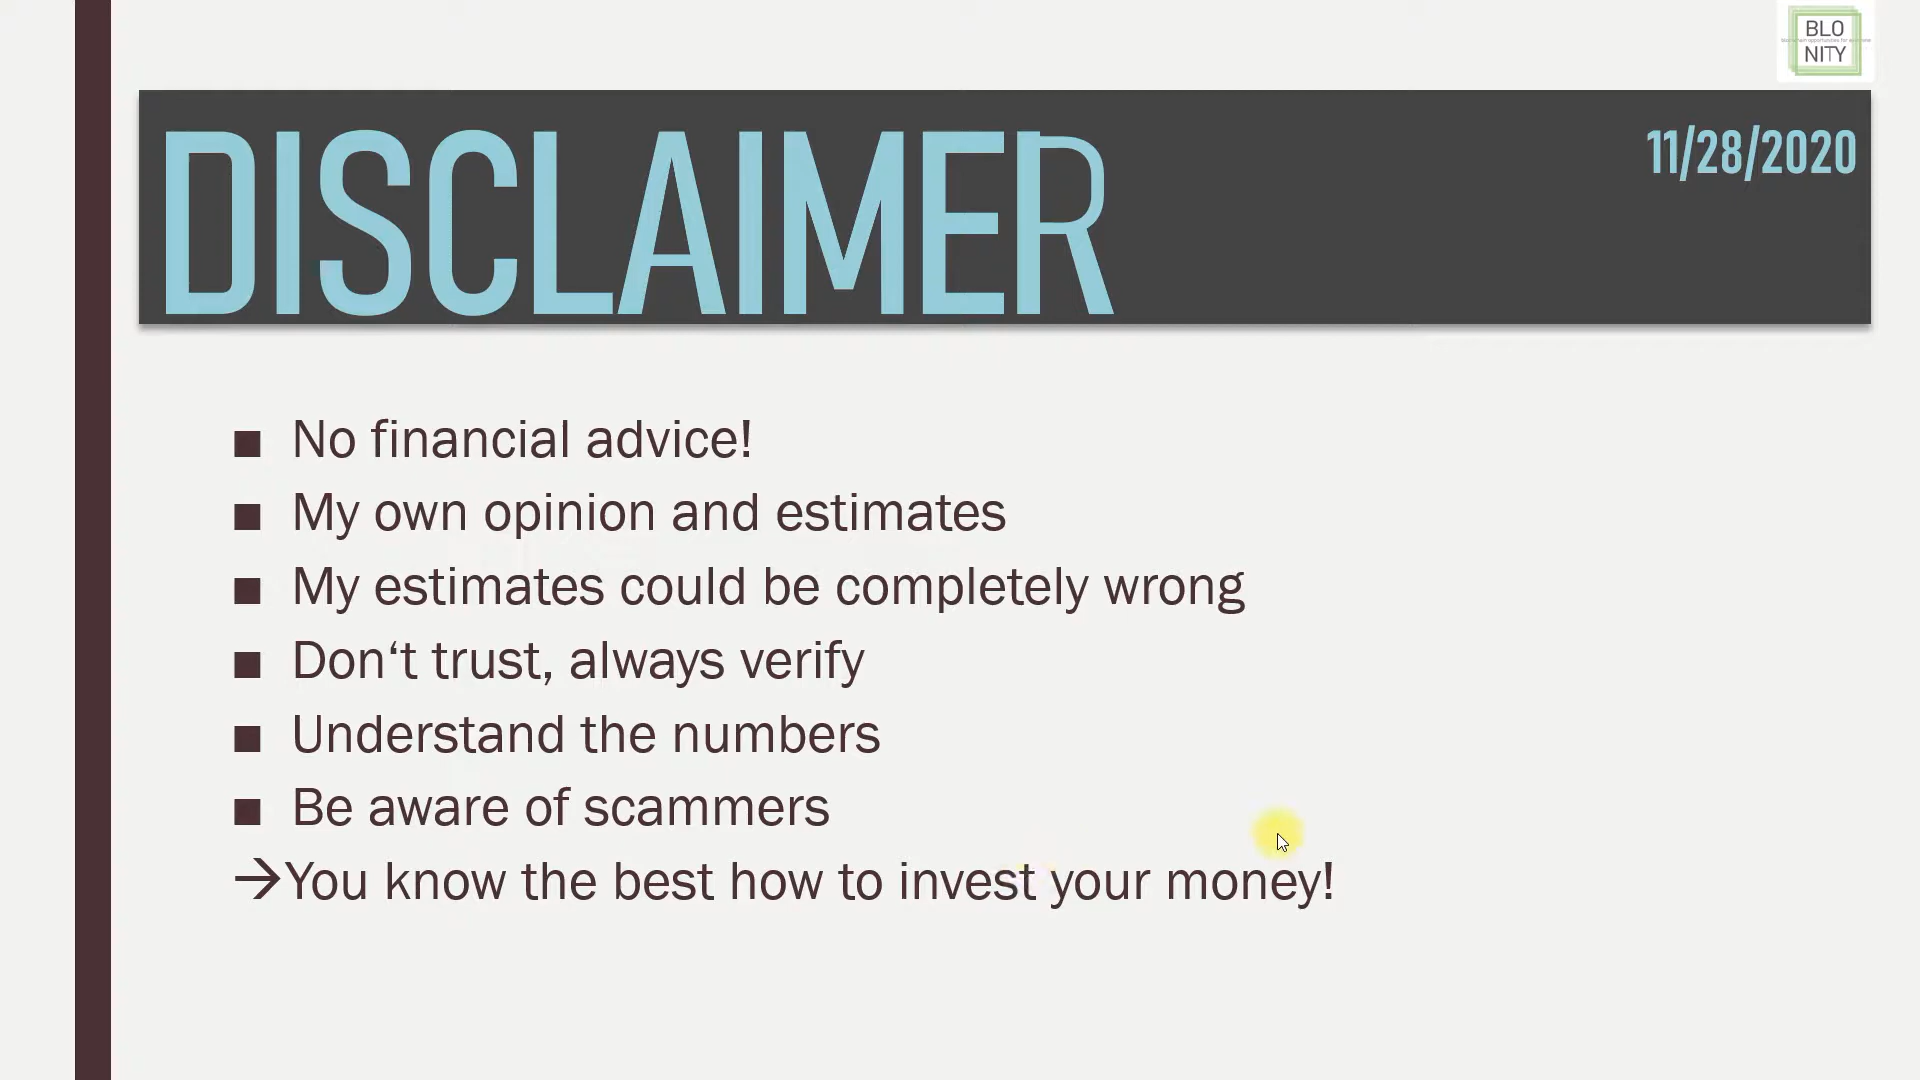 BLO
NITY
DISCLAIMER
11/28/2020
■ No financial advice!
■ My own opinion and estimates
■ My estimates could be completely wrong
■ Don‘t trust, always verify
■ Understand the numbers
■ Be aware of scammers
→You know the best how to invest your money!